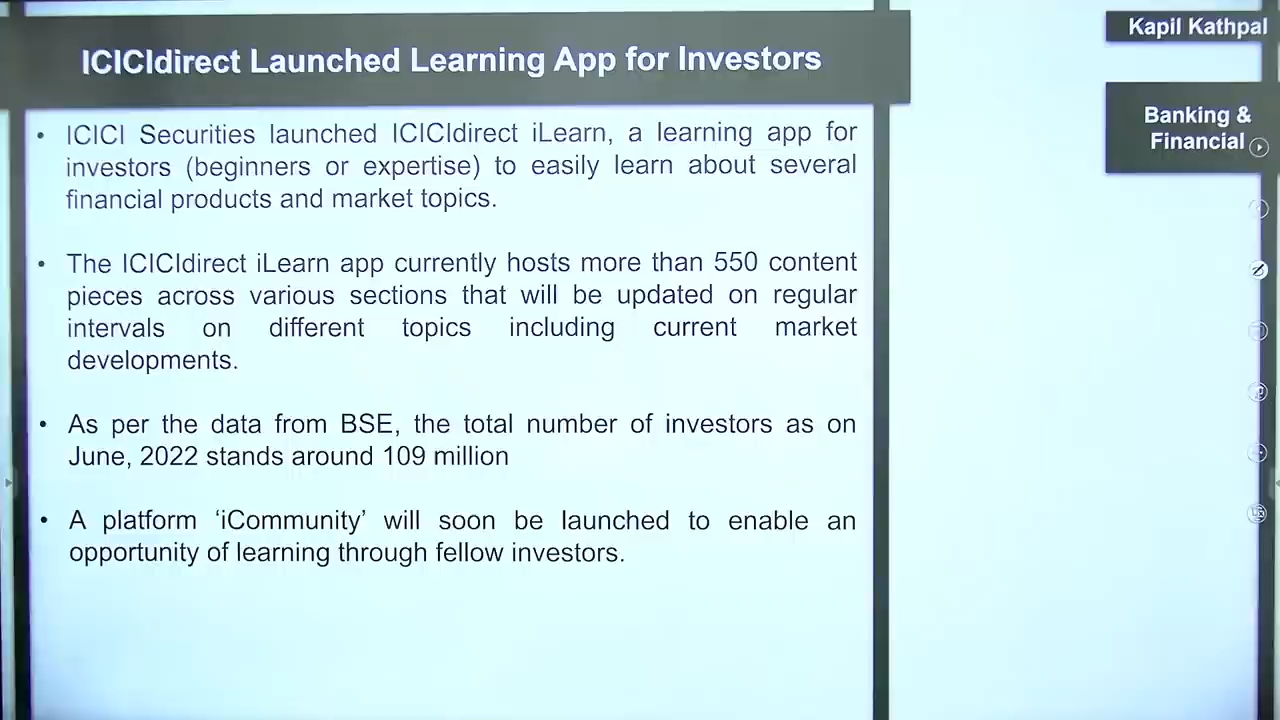 ICICIdirect Launched Learning App for Investors
Kapil Kathpal
Banking &
Financial
• ICICI Securities launched ICICIdirect iLearn, a learning app for
investors (beginners or expertise) to easily learn about several
financial products and market topics.
• The ICICIdirect iLearn app currently hosts more than 550 content
pieces across various sections that will be updated on regular
intervals on different topics including current market
developments.
• As per the data from BSE, the total number of investors as on
June, 2022 stands around 109 million
• A platform ‘iCommunity’ will soon be launched to enable an
opportunity of learning through fellow investors.